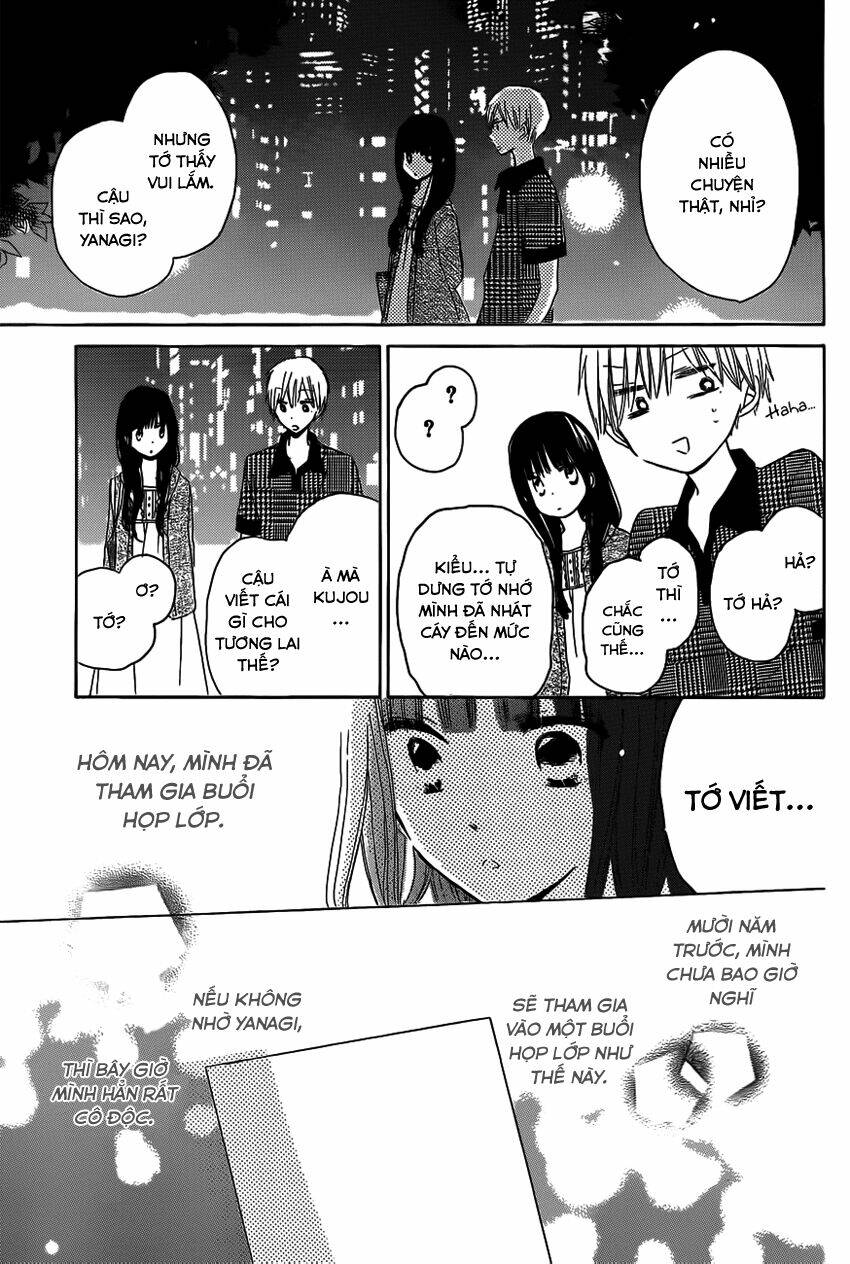 CÓ
NHIỀU
CHUYỆN
THẬT, NHỈ?
NHƯNG
TỚ THẤY
VUI LẮM.
CẬU
THÌ SAO,
YANAGI?
Haha...
HẢ?
TỚ HẢ?
TỚ
THÌ
...
CHẮC
CŨNG
THẾ...
KIỂU... TỰ
DƯNG TỚ NHỚ
MÌNH ĐÃ NHÁT
CÁY ĐẾN MỨC
NÀO...
?
?
À MÀ
KUJOU
...
CẬU
VIẾT CÁI
GÌ CHO
TƯƠNG LAI
THẾ?
Ơ?
TỚ?
TỚ VIẾT...
HÔM NAY, MÌNH ĐÃ
THAM GIA BUỔI
HỌP LỚP.
MƯỜI NĂM
TRƯỚC, MÌNH
CHƯA BAO GIỜ
NGHĨ
SẼ THAM GIA
VÀO MỘT BUỔI
HỌP LỚP NHƯ
THẾ NÀY.
NẾU KHÔNG
NHỜ YANAGI,
THÌ BÂY GIỜ
MÌNH HẲN RẤT
CÔ ĐỘC.